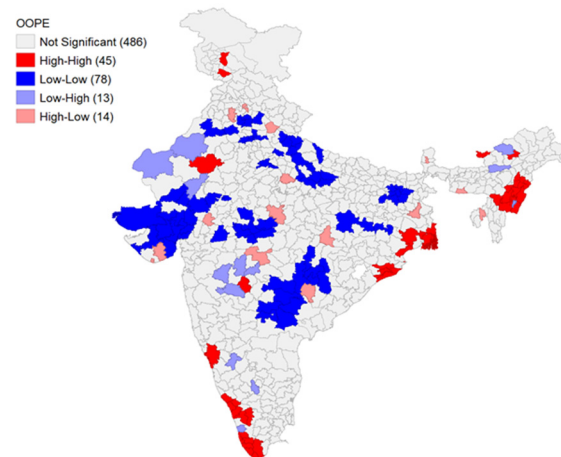 OOPE
Not Significant (486)
High-High (45)
Low-Low (78)
Low-High (13)
High-Low (14)